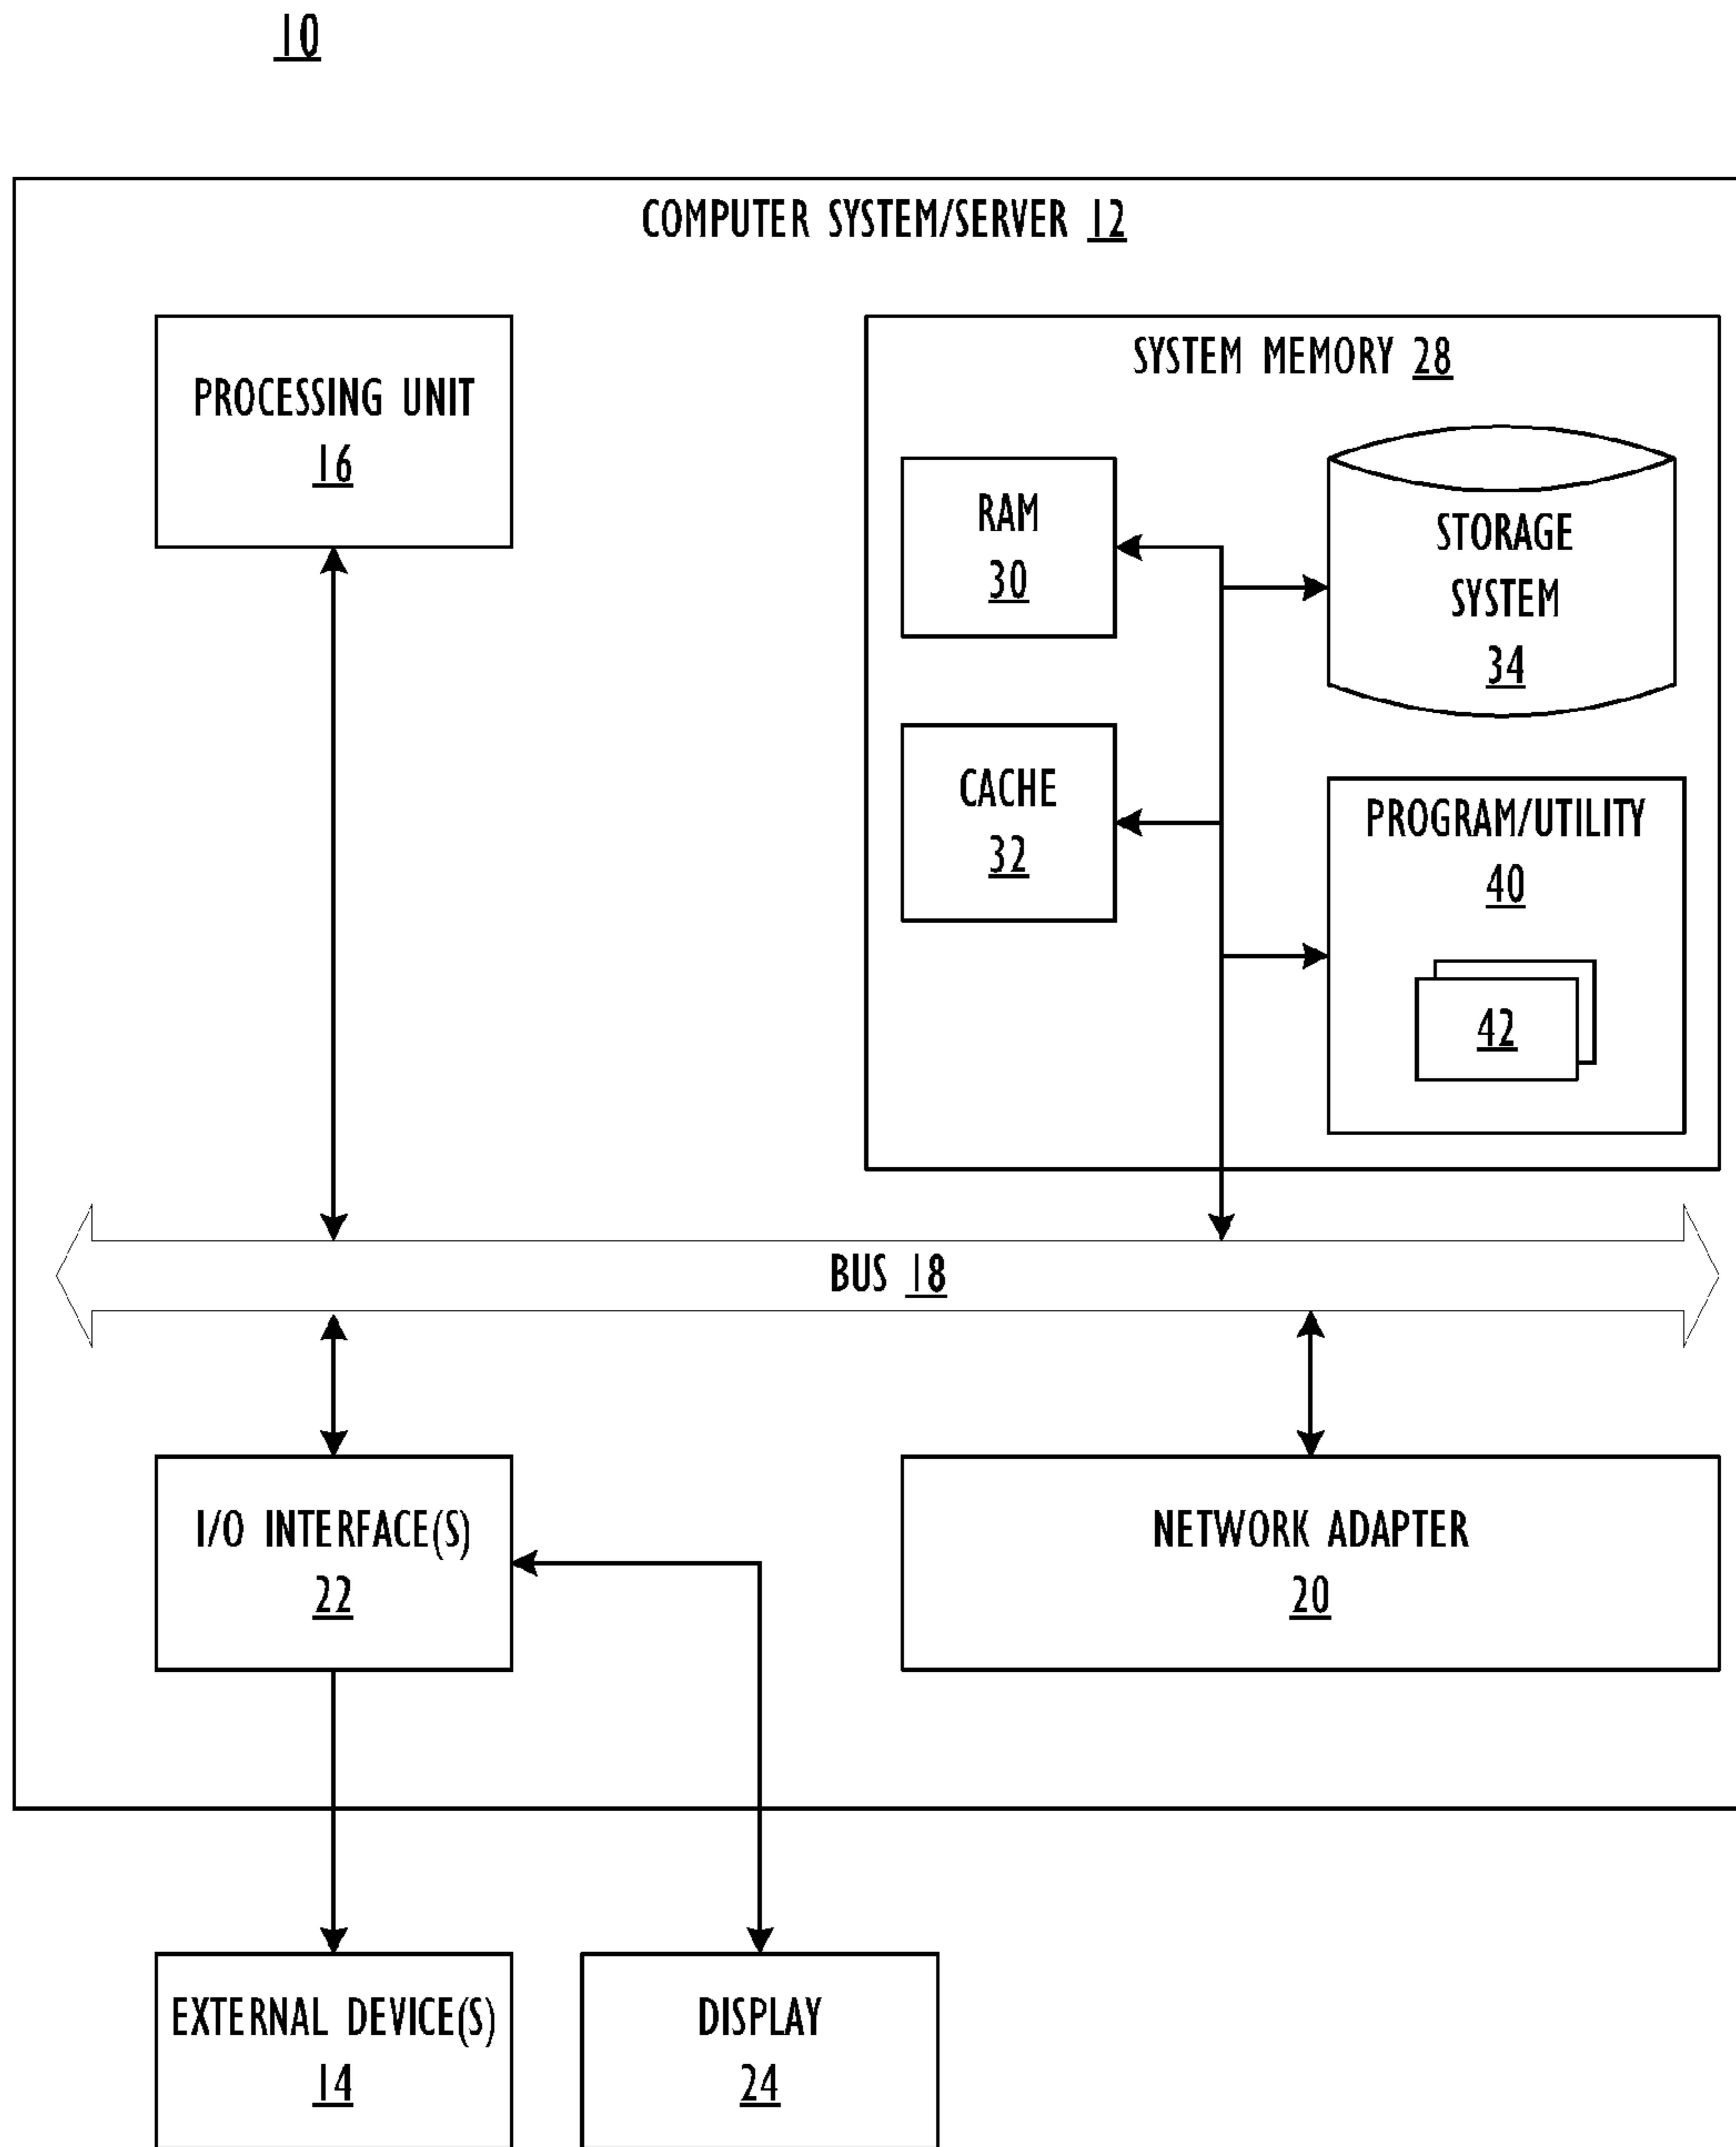 10
COMPUTER SYSTEM/SERVER 12
PROCESSING UNIT
16
SYSTEM MEMORY 28
RAM
30
STORAGE
SYSTEM
34
CACHE
32
PROGRAM/UTILITY
40
42
BUS 18
I/O INTERFACE(S)
22
NETWORK ADAPTER
20
EXTERNAL DEVICE(S)
14
DISPLAY
24